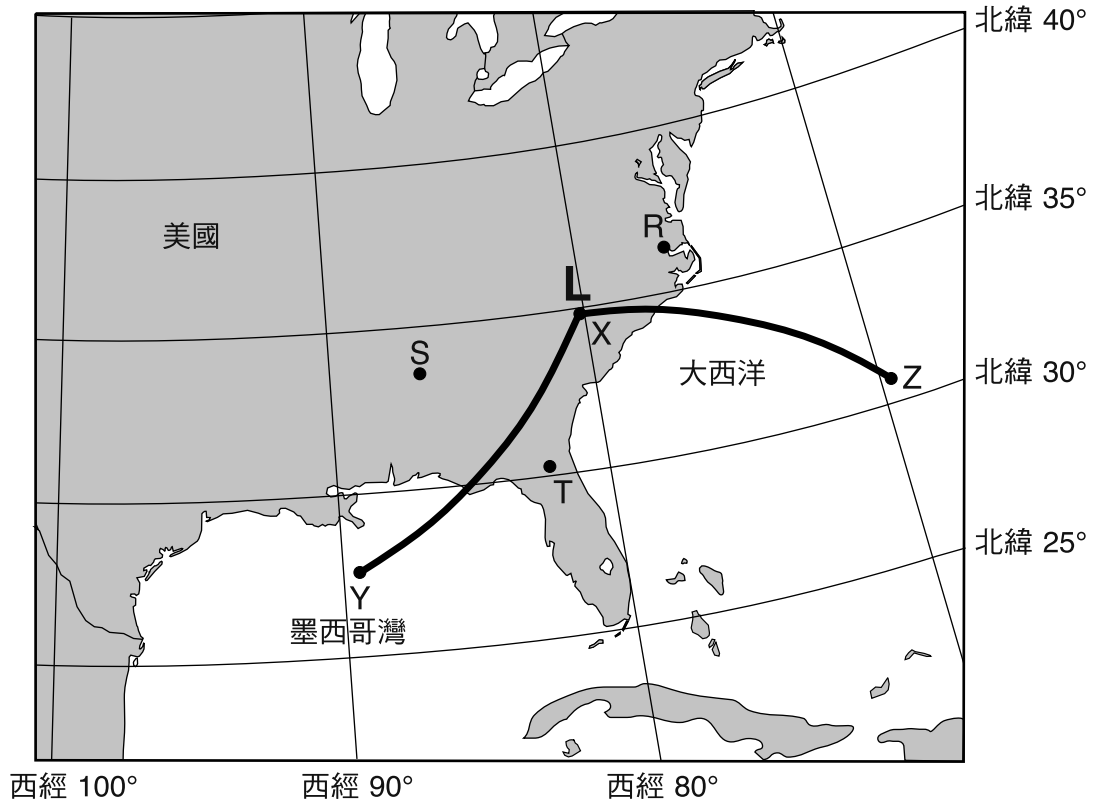 北緯 40°
北緯 35°
美國
R
L
X
S
大西洋
Z
北緯 30°
T
北緯 25°
Y
墨西哥灣
西經 100°
西經 90°
西經 80°